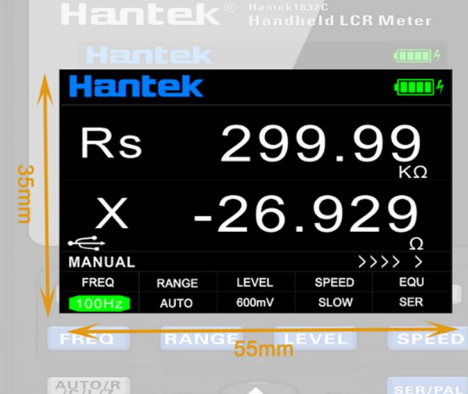 Hantek® Hantek1832C
Handheld LCR Meter
Hantek
Hantek
Rs 299.99
KΩ
X -26.929
Ω
MANUAL >>>> >
FREQ RANGE LEVEL SPEED EQU
100Hz AUTO 600mV SLOW SER
35mm
FREQ RANGE LEVEL SPEED
55mm
AUTO/R
/C/L/Z
SER/PAL